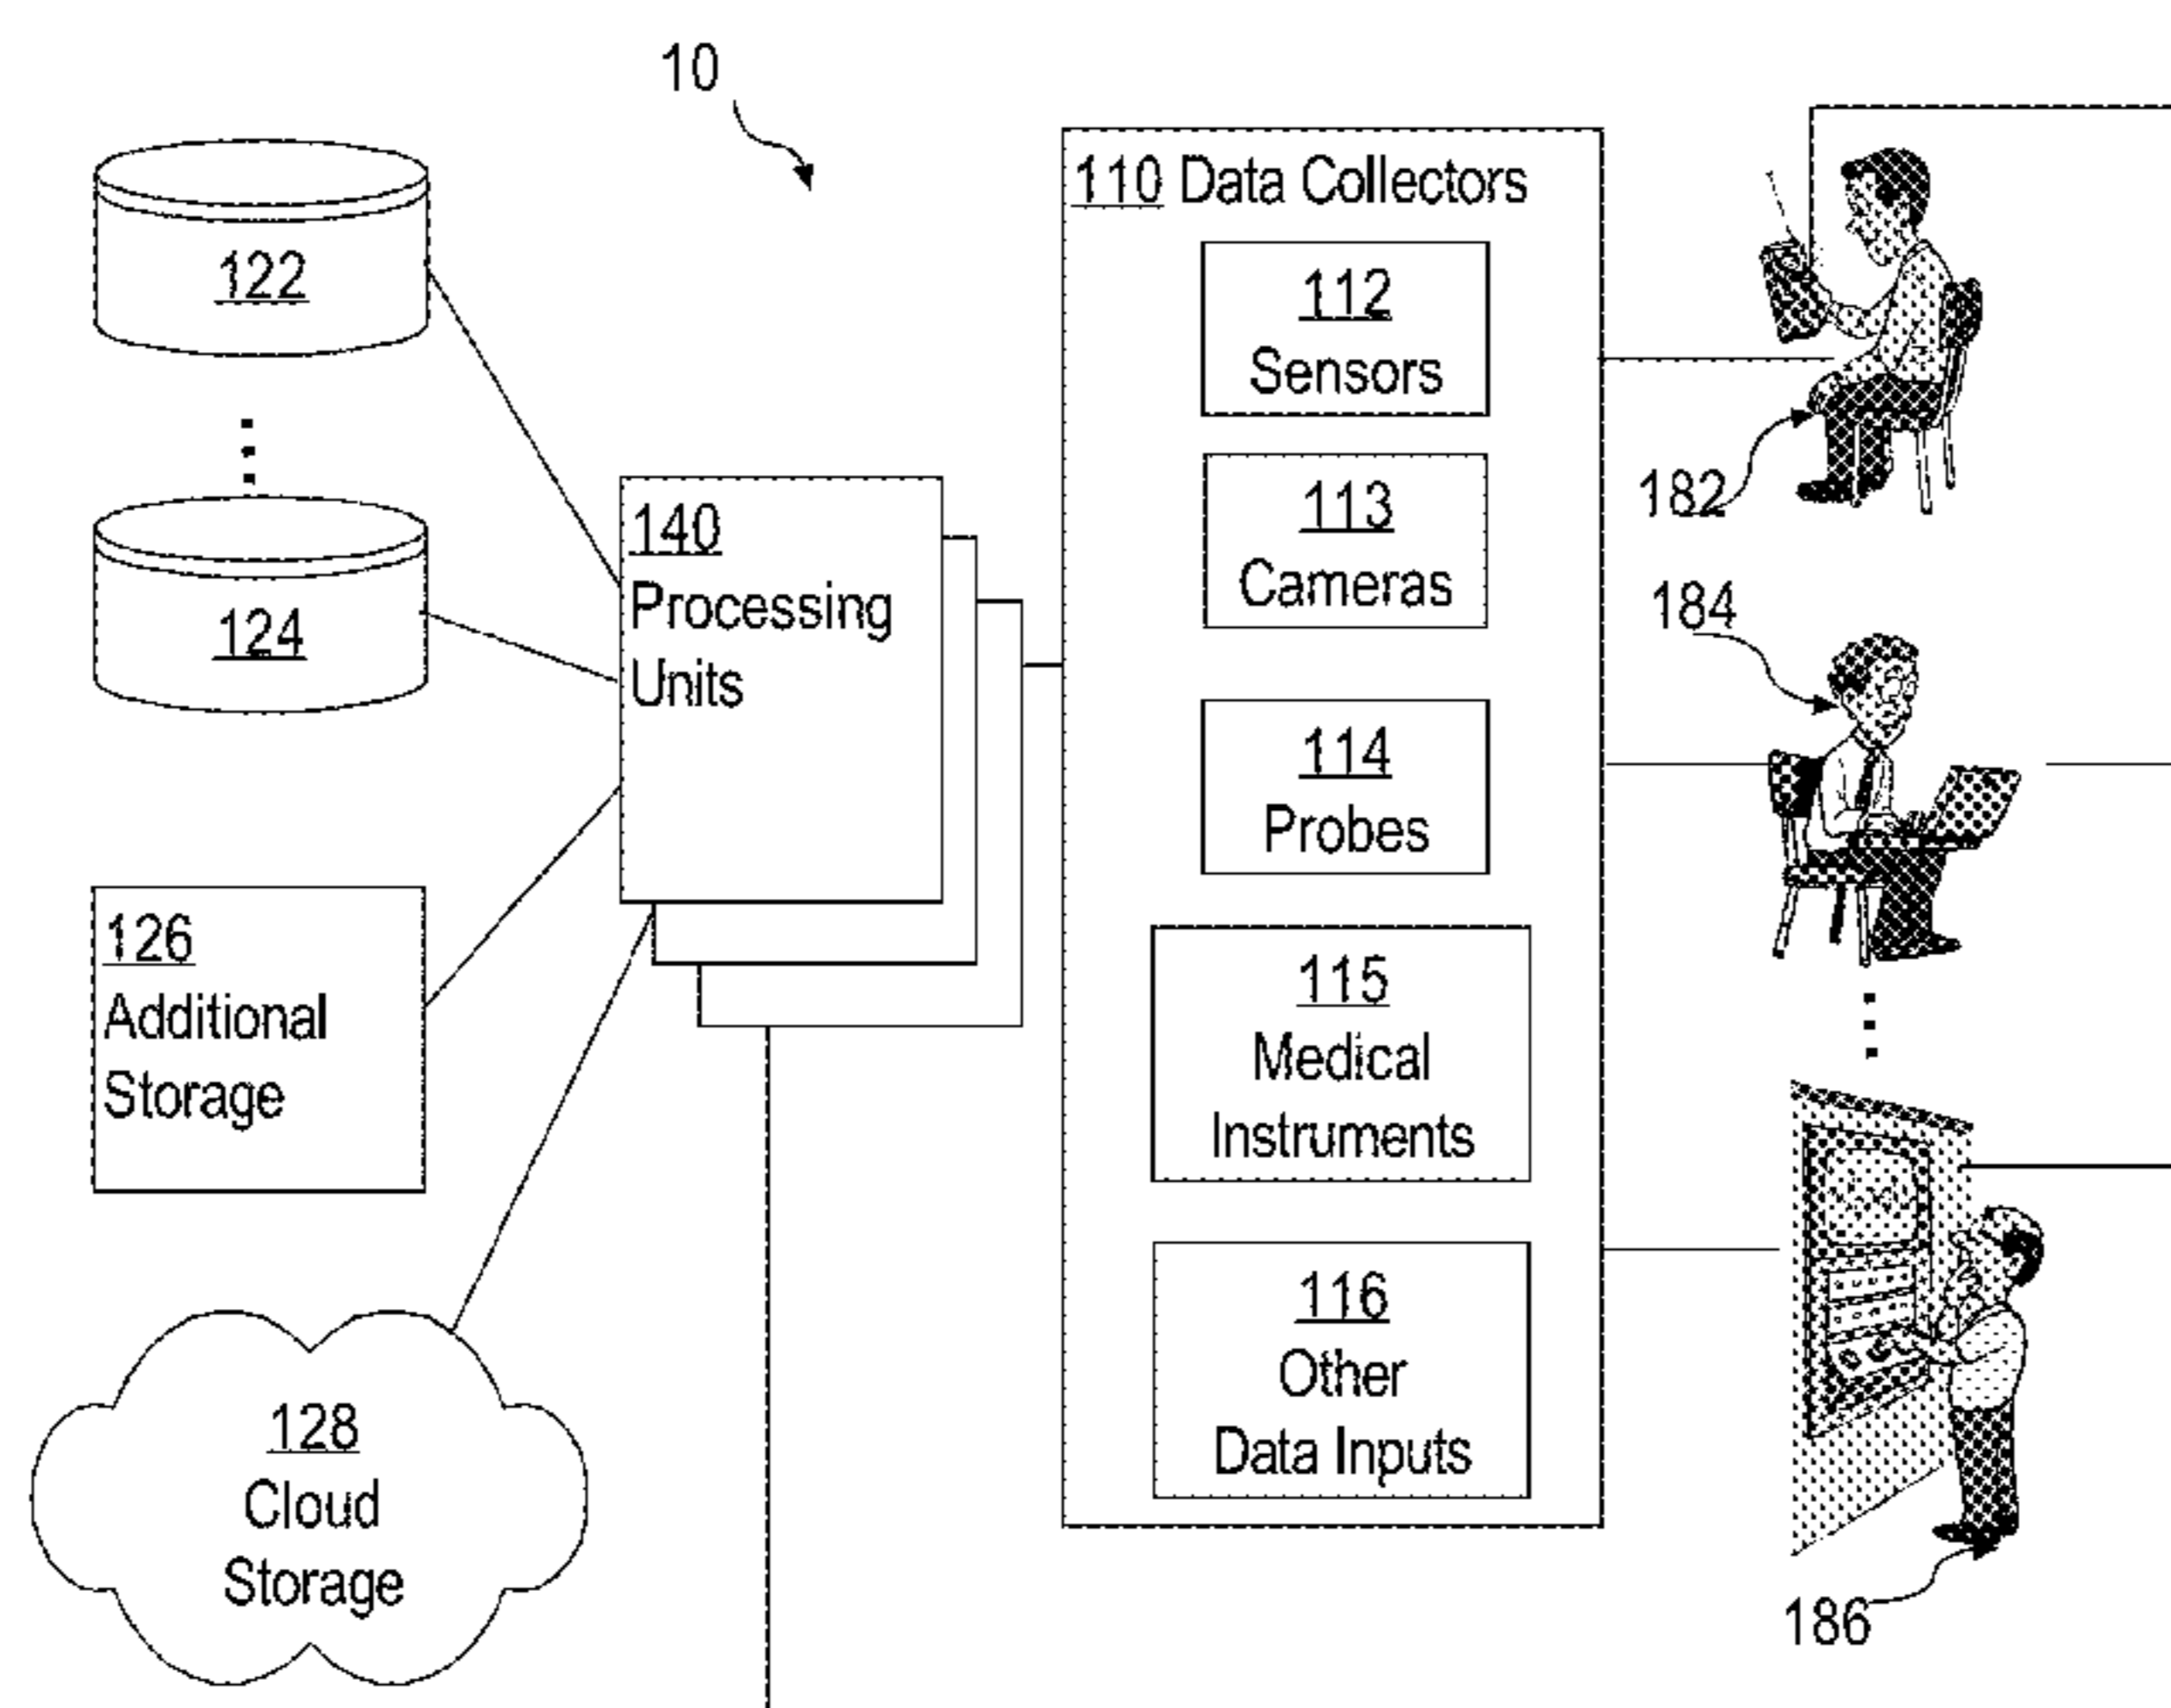 10
122
124
126
Additional
Storage
128
Cloud
Storage
140
Processing
Units
110 Data Collectors
112
Sensors
113
Cameras
114
Probes
115
Medical
Instruments
116
Other
Data Inputs
182
184
186